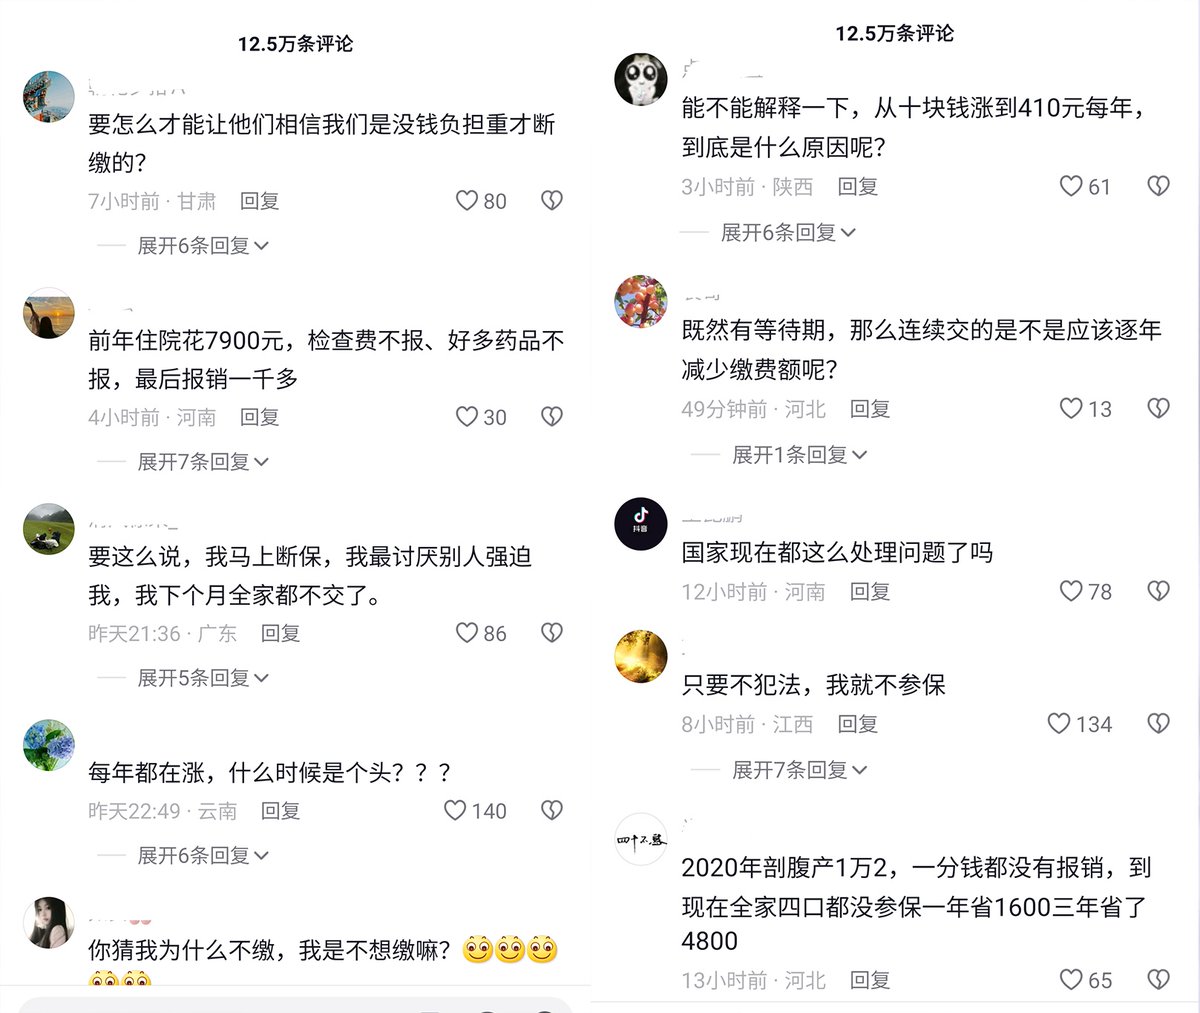 12.5万条评论
要怎么才能让他们相信我们是没钱负担重才断
缴的？
7小时前 · 甘肃 回复 80
展开6条回复
前年住院花7900元，检查费不报、好多药品不
报，最后报销一千多
4小时前 · 河南 回复 30
展开7条回复
要这么说，我马上断保，我最讨厌别人强迫
我，我下个月全家都不交了。
昨天21:36 · 广东 回复 86
展开5条回复
每年都在涨，什么时候是个头？？？
昨天22:49 · 云南 回复 140
展开6条回复
你猜我为什么不缴，我是不想缴嘛？
12.5万条评论
能不能解释一下，从十块钱涨到410元每年，
到底是什么原因呢？
3小时前 · 陕西 回复 61
展开6条回复
既然有等待期，那么连续交的是不是应该逐年
减少缴费额呢？
49分钟前 · 河北 回复 13
展开1条回复
抖音
国家现在都这么处理问题了吗
12小时前 · 河南 回复 78
只要不犯法，我就不参保
8小时前 · 江西 回复 134
展开7条回复
四十不惑
2020年剖腹产1万2，一分钱都没有报销，到
现在全家四口都没参保一年省1600三年省了
4800
13小时前 · 河北 回复 65